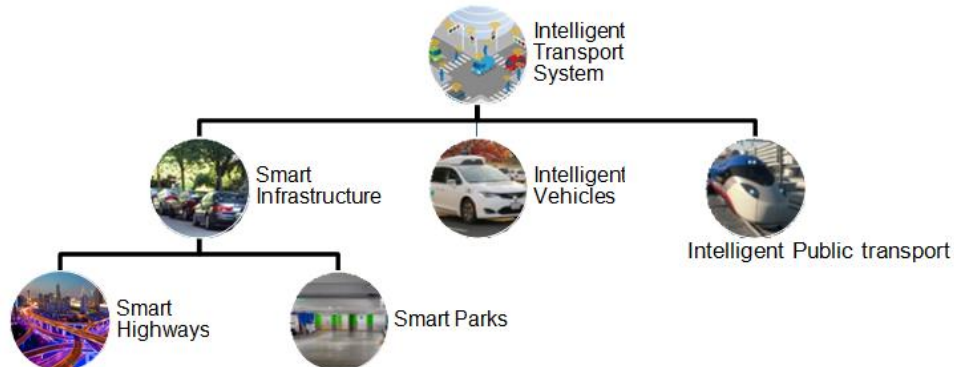 Intelligent
Transport
System
Smart
Infrastructure
Intelligent
Vehicles
Intelligent Public transport
Smart
Highways
Smart Parks